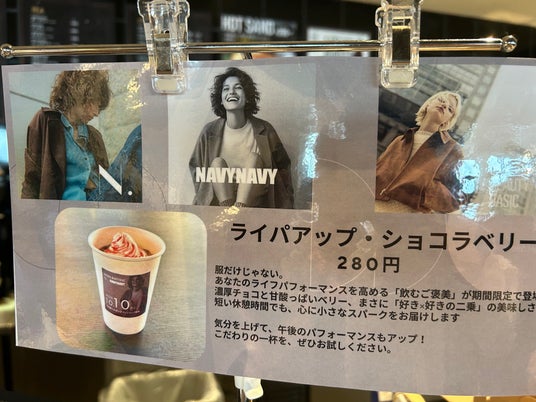 N.
NAVYNAVY
ライパアップ・ショコラベリー
280円
服だけじゃない。
あなたのライフパフォーマンスを高める「飲むご褒美」が期間限定で登場
濃厚チョコと甘酸っぱいベリー、まさに「好き×好きの二乗」の美味しさ
短い休憩時間でも、心に小さなスパークをお届けします
気分を上げて、午後のパフォーマンスもアップ！
こだわりの一杯を、ぜひお試しください。